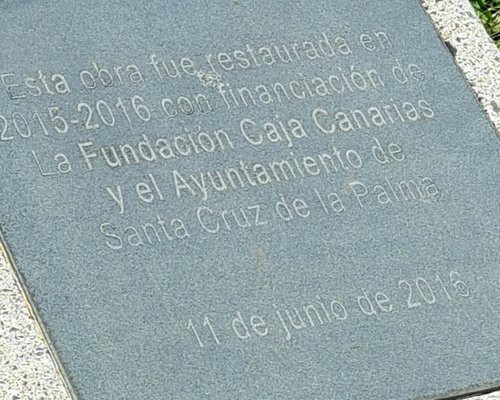 Esta obra fue restaurada en
2015-2016 con financiación de
La Fundación Caja Canarias
y el Ayuntamiento de
Santa Cruz de la Palma
11 de junio de 2016